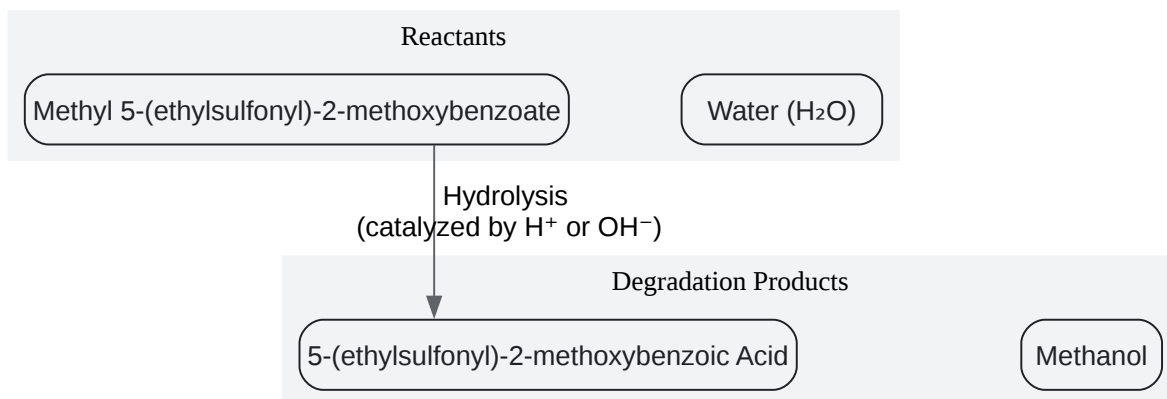 Reactants
Methyl 5-(ethylsulfonyl)-2-methoxybenzoate
Water (H₂O)
Hydrolysis
(catalyzed by H⁺ or OH⁻)
Degradation Products
5-(ethylsulfonyl)-2-methoxybenzoic Acid
Methanol